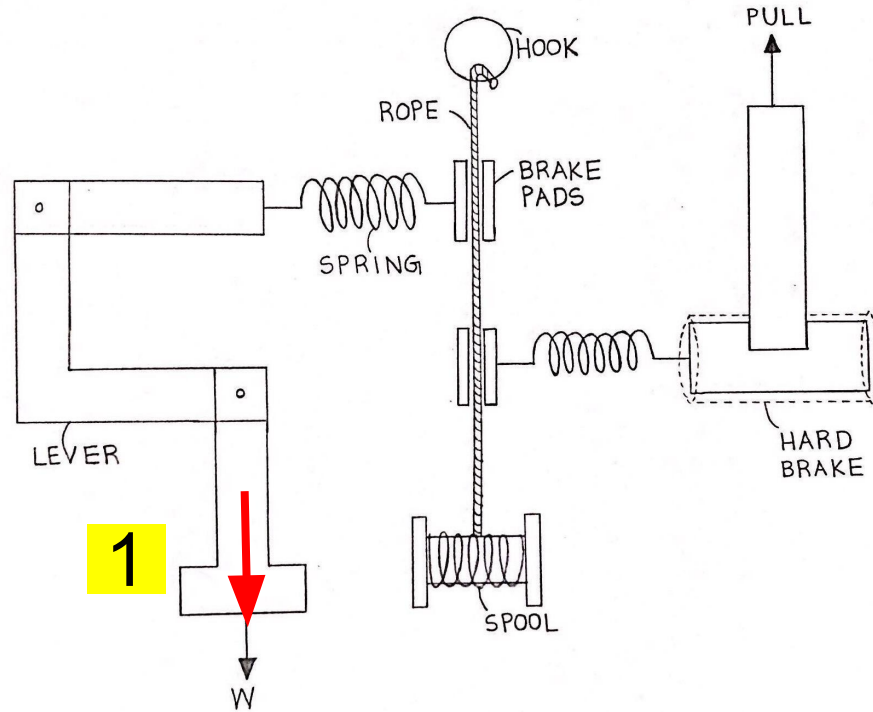 PULL
HOOK
ROPE
BRAKE
PADS
SPRING
LEVER
HARD
BRAKE
1
SPOOL
W